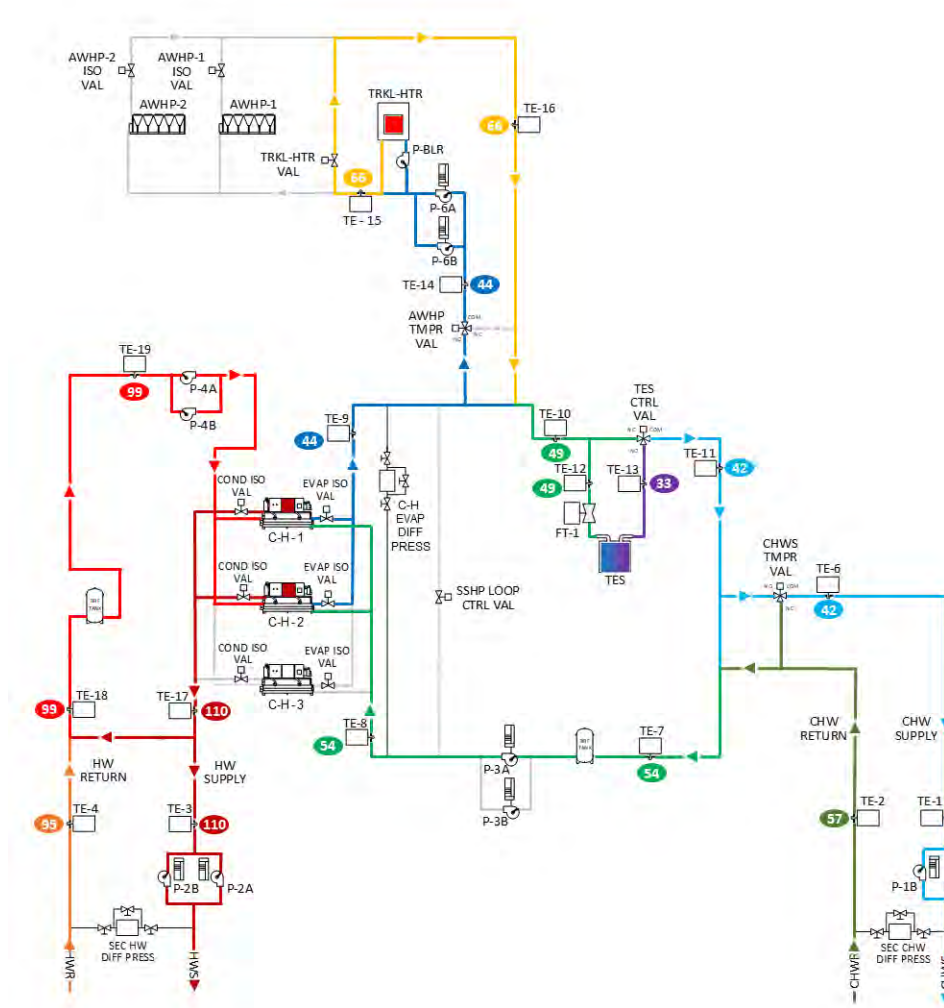 AWHP-2
ISO
VAL
AWHP-1
ISO
VAL
AWHP-2
AWHP-1
TRKL-HTR
TE-16
66
P-BLR
TRKL-HTR
VAL
66
TE - 15
P-6A
P-6B
TE-14
44
AWHP
TMPR
VAL
COM
N.C
NO
TE-19
99
P-4A
P-4B
TE-9
44
TES
CTRL
VAL
N.C
COM
NO
TE-10
49
TE-11
42
TE-12
49
TE-13
33
FT-1
TES
COND ISO
VAL
EVAP ISO
VAL
C-H-1
C-H
EVAP
DIFF
PRESS
COND ISO
VAL
EVAP ISO
VAL
C-H-2
SSHP LOOP
CTRL VAL
CHWS
TMPR
VAL
N.O
COM
N.C
TE-6
42
COND ISO
VAL
EVAP ISO
VAL
C-H-3
TE-18
99
TE-17
110
TE-8
54
TE-7
54
P-3A
P-3B
HW
RETURN
HW
SUPPLY
CHW
RETURN
CHW
SUPPLY
TE-4
95
TE-3
110
TE-2
57
TE-1
P-2B
P-2A
P-1B
SEC HW
DIFF PRESS
SEC CHW
DIFF PRESS
HWR
HWS
CHWR
CHWS